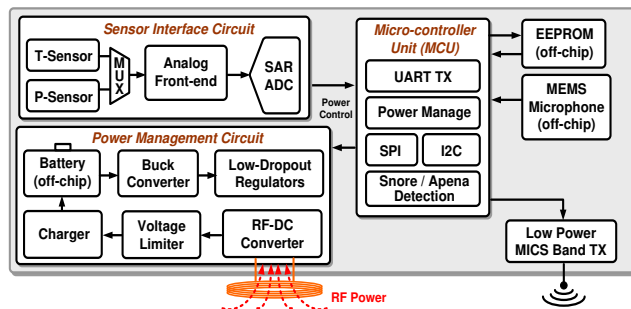 Sensor Interface Circuit
T-Sensor
P-Sensor
MUX
Analog
Front-end
SAR
ADC
Power
Control
Micro-controller
Unit (MCU)
UART TX
Power Manage
SPI
I2C
Snore / Apena
Detection
EEPROM
(off-chip)
MEMS
Microphone
(off-chip)
Power Management Circuit
Battery
(off-chip)
Buck
Converter
Low-Dropout
Regulators
Charger
Voltage
Limiter
RF-DC
Converter
RF Power
Low Power
MICS Band TX